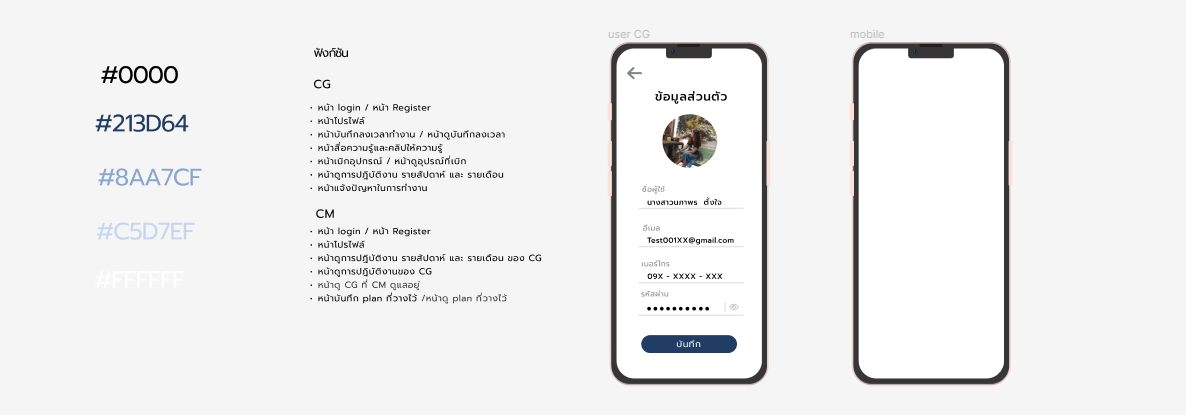 #0000
#213D64
#8AA7CF
#C5D7EF
#FFFFFF
ฟังก์ชัน
CG
• หน้า login / หน้า Register
• หน้าโปรไฟล์
• หน้าบันทึกลงเวลาทำงาน / หน้าดูบันทึกลงเวลา
• หน้าสื่อความรู้และคลิปให้ความรู้
• หน้าเบิกอุปกรณ์ / หน้าดูอุปรณ์ที่เบิก
• หน้าดูการปฏิบัติงาน รายสัปดาห์ และ รายเดือน
• หน้าแจ้งปัญหาในการทำงาน
CM
• หน้า login / หน้า Register
• หน้าโปรไฟล์
• หน้าดูการปฏิบัติงาน รายสัปดาห์ และ รายเดือน ของ CG
• หน้าดูการปฏิบัติงานของ CG
• หน้าดู CG ที่ CM ดูแลอยู่
• หน้าบันทึก plan ที่วางไว้ /หน้าดู plan ที่วางไว้
user CG
ข้อมูลส่วนตัว
ชื่อผู้ใช้
นางสาวนภาพร ตั้งใจ
อีเมล
Test001XX@gmail.com
เบอร์โทร
09X - XXXX - XXX
รหัสผ่าน
••••••••••
บันทึก
mobile